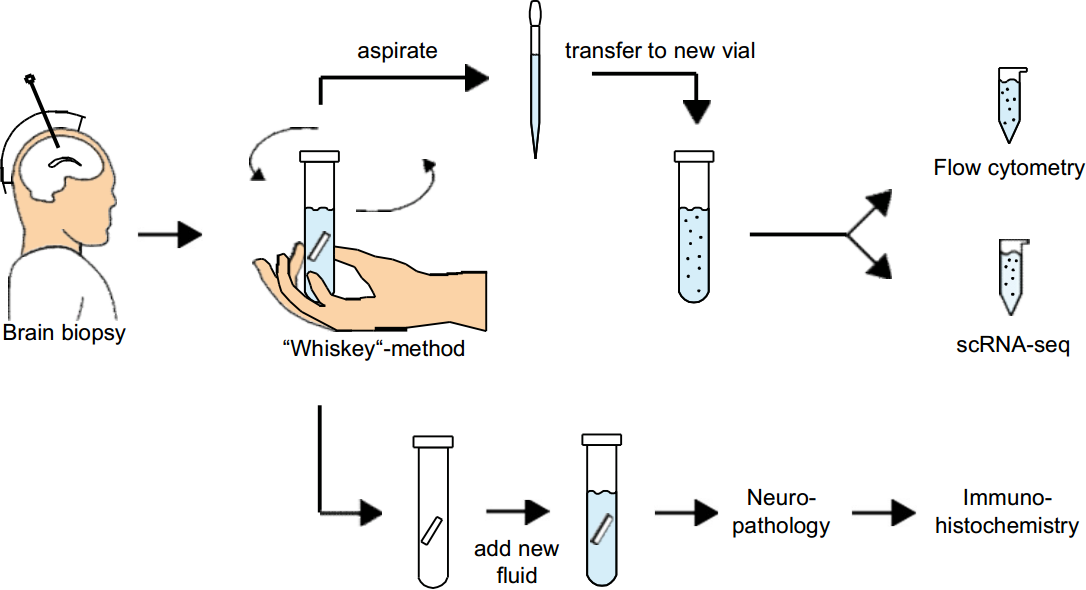 aspirate
transfer to new vial
Flow cytometry
Brain biopsy
“Whiskey“-method
scRNA-seq
add new
fluid
Neuro-
pathology
Immuno-
histochemistry